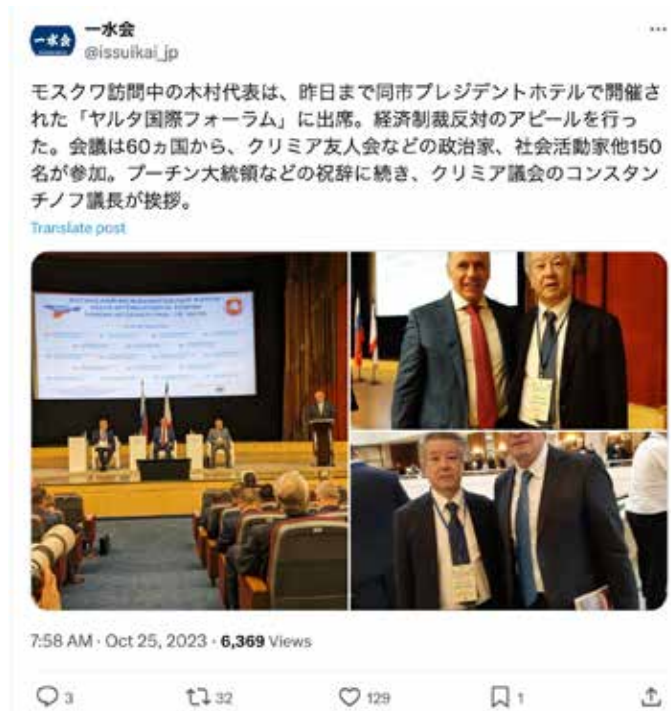 一水会
一水会
@issuikai_jp
モスクワ訪問中の木村代表は、昨日まで同市プレジデントホテルで開催さ
れた「ヤルタ国際フォーラム」に出席。経済制裁反対のアピールを行っ
た。会議は60ヵ国から、クリミア友人会などの政治家、社会活動家他150
名が参加。プーチン大統領などの祝辞に続き、クリミア議会のコンスタン
チノフ議長が挨拶。
Translate post
7:58 AM · Oct 25, 2023 · 6,369 Views
3 32 129 1